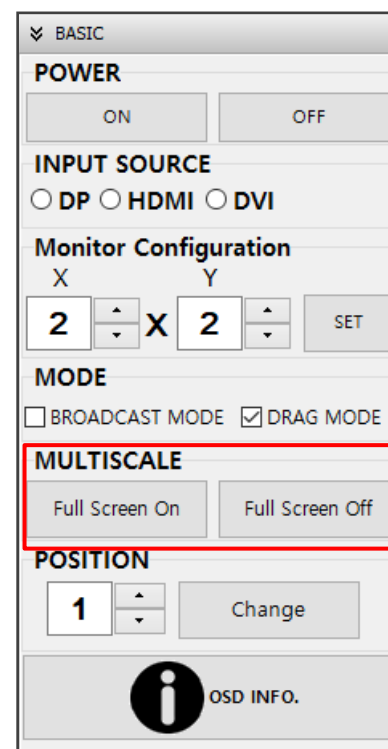 BASIC
POWER
ON OFF
INPUT SOURCE
DP HDMI DVI
Monitor Configuration
X Y
2 X 2 SET
MODE
BROADCAST MODE DRAG MODE
MULTISCALE
Full Screen On Full Screen Off
POSITION
1 Change
OSD INFO.